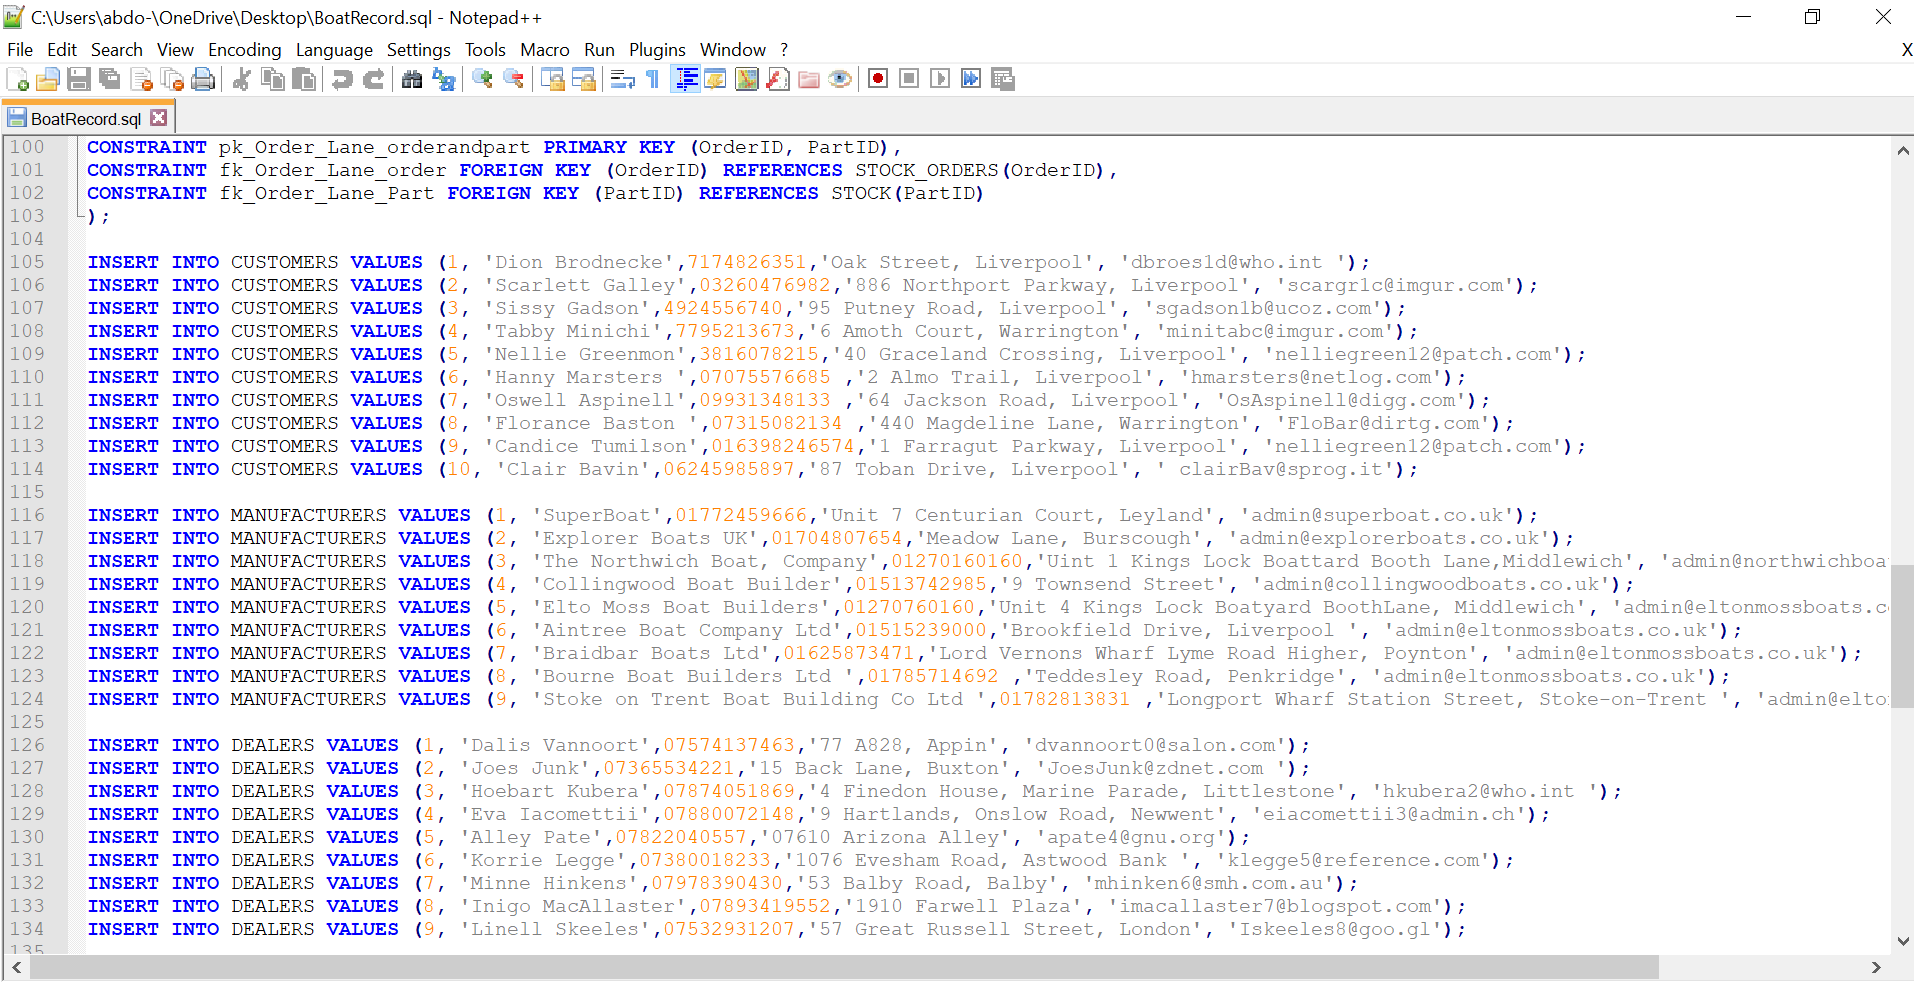 C:\Users\abdo-\OneDrive\Desktop\BoatRecord.sql - Notepad++
File Edit Search View Encoding Language Settings Tools Macro Run Plugins Window ? X
BoatRecord.sql
100 CONSTRAINT pk_Order_Lane_orderandpart PRIMARY KEY (OrderID, PartID),
101 CONSTRAINT fk_Order_Lane_order FOREIGN KEY (OrderID) REFERENCES STOCK_ORDERS(OrderID),
102 CONSTRAINT fk_Order_Lane_Part FOREIGN KEY (PartID) REFERENCES STOCK(PartID)
103 );
104
105 INSERT INTO CUSTOMERS VALUES (1, 'Dion Brodnecke',7174826351,'Oak Street, Liverpool', 'dbroes1d@who.int ');
106 INSERT INTO CUSTOMERS VALUES (2, 'Scarlett Galley',03260476982,'886 Northport Parkway, Liverpool', 'scargr1c@imgur.com');
107 INSERT INTO CUSTOMERS VALUES (3, 'Sissy Gadson',4924556740,'95 Putney Road, Liverpool', 'sgadson1b@ucoz.com');
108 INSERT INTO CUSTOMERS VALUES (4, 'Tabby Minichi',7795213673,'6 Amoth Court, Warrington', 'minitabc@imgur.com');
109 INSERT INTO CUSTOMERS VALUES (5, 'Nellie Greenmon',3816078215,'40 Graceland Crossing, Liverpool', 'nelliegreen12@patch.com');
110 INSERT INTO CUSTOMERS VALUES (6, 'Hanny Marsters ',07075576685 ,'2 Almo Trail, Liverpool', 'hmarsters@netlog.com');
111 INSERT INTO CUSTOMERS VALUES (7, 'Oswell Aspinell',09931348133 ,'64 Jackson Road, Liverpool', 'OsAspinell@digg.com');
112 INSERT INTO CUSTOMERS VALUES (8, 'Florance Baston ',07315082134 ,'440 Magdeline Lane, Warrington', 'FloBar@dirtg.com');
113 INSERT INTO CUSTOMERS VALUES (9, 'Candice Tumilson',016398246574,'1 Farragut Parkway, Liverpool', 'nelliegreen12@patch.com');
114 INSERT INTO CUSTOMERS VALUES (10, 'Clair Bavin',06245985897,'87 Toban Drive, Liverpool', ' clairBav@sprog.it');
115
116 INSERT INTO MANUFACTURERS VALUES (1, 'SuperBoat',01772459666,'Unit 7 Centurian Court, Leyland', 'admin@superboat.co.uk');
117 INSERT INTO MANUFACTURERS VALUES (2, 'Explorer Boats UK',01704807654,'Meadow Lane, Burscough', 'admin@explorerboats.co.uk');
118 INSERT INTO MANUFACTURERS VALUES (3, 'The Northwich Boat, Company',01270160160,'Uint 1 Kings Lock Boattard Booth Lane,Middlewich', 'admin@northwichboa
119 INSERT INTO MANUFACTURERS VALUES (4, 'Collingwood Boat Builder',01513742985,'9 Townsend Street', 'admin@collingwoodboats.co.uk');
120 INSERT INTO MANUFACTURERS VALUES (5, 'Elto Moss Boat Builders',01270760160,'Unit 4 Kings Lock Boatyard BoothLane, Middlewich', 'admin@eltonmossboats.c
121 INSERT INTO MANUFACTURERS VALUES (6, 'Aintree Boat Company Ltd',01515239000,'Brookfield Drive, Liverpool ', 'admin@eltonmossboats.co.uk');
122 INSERT INTO MANUFACTURERS VALUES (7, 'Braidbar Boats Ltd',01625873471,'Lord Vernons Wharf Lyme Road Higher, Poynton', 'admin@eltonmossboats.co.uk');
123 INSERT INTO MANUFACTURERS VALUES (8, 'Bourne Boat Builders Ltd ',01785714692 ,'Teddesley Road, Penkridge', 'admin@eltonmossboats.co.uk');
124 INSERT INTO MANUFACTURERS VALUES (9, 'Stoke on Trent Boat Building Co Ltd ',01782813831 ,'Longport Wharf Station Street, Stoke-on-Trent ', 'admin@elto
125
126 INSERT INTO DEALERS VALUES (1, 'Dalis Vannoort',07574137463,'77 A828, Appin', 'dvannoort0@salon.com');
127 INSERT INTO DEALERS VALUES (2, 'Joes Junk',07365534221,'15 Back Lane, Buxton', 'JoesJunk@zdnet.com ');
128 INSERT INTO DEALERS VALUES (3, 'Hoebart Kubera',07874051869,'4 Finedon House, Marine Parade, Littlestone', 'hkubera2@who.int ');
129 INSERT INTO DEALERS VALUES (4, 'Eva Iacomettii',07880072148,'9 Hartlands, Onslow Road, Newwent', 'eiacomettii3@admin.ch');
130 INSERT INTO DEALERS VALUES (5, 'Alley Pate',07822040557,'07610 Arizona Alley', 'apate4@gnu.org');
131 INSERT INTO DEALERS VALUES (6, 'Korrie Legge',07380018233,'1076 Evesham Road, Astwood Bank ', 'klegge5@reference.com');
132 INSERT INTO DEALERS VALUES (7, 'Minne Hinkens',07978390430,'53 Balby Road, Balby', 'mhinken6@smh.com.au');
133 INSERT INTO DEALERS VALUES (8, 'Inigo MacAllaster',07893419552,'1910 Farwell Plaza', 'imacallaster7@blogspot.com');
134 INSERT INTO DEALERS VALUES (9, 'Linell Skeeles',07532931207,'57 Great Russell Street, London', 'Iskeeles8@goo.gl');
135